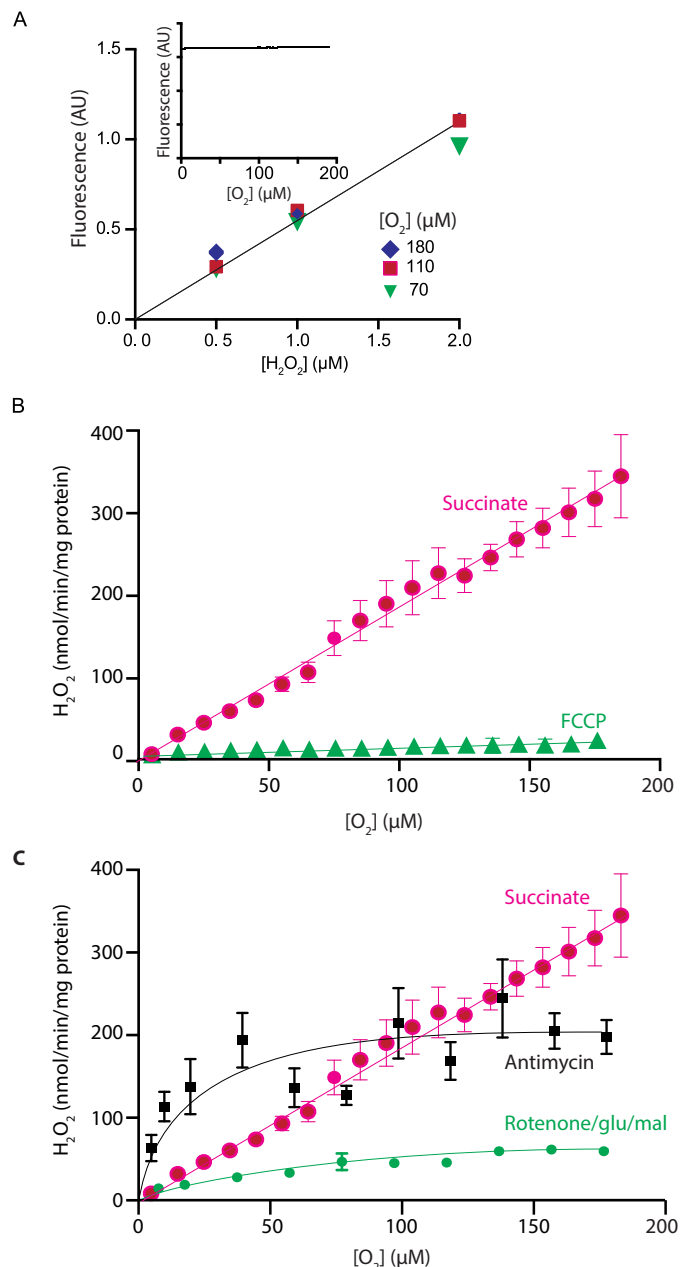 A
Fluorescence (AU)
1.5
1.0
0.5
0.0
0. 0
0. 5
1.0
1.5
2.0
[H₂O₂] (μM)
Fluorescence (AU)
0
100
200
[O₂] (μM)
[O₂] (μM)
180
110
70
B
H₂O₂ (nmol/min/mg protein)
400
300
200
100
0
0
50
100
150
200
[O₂] (μM)
Succinate
FCCP
C
H₂O₂ (nmol/min/mg protein)
400
300
200
100
0
0
50
100
150
200
[O₂] (μM)
Succinate
Antimycin
Rotenone/glu/mal